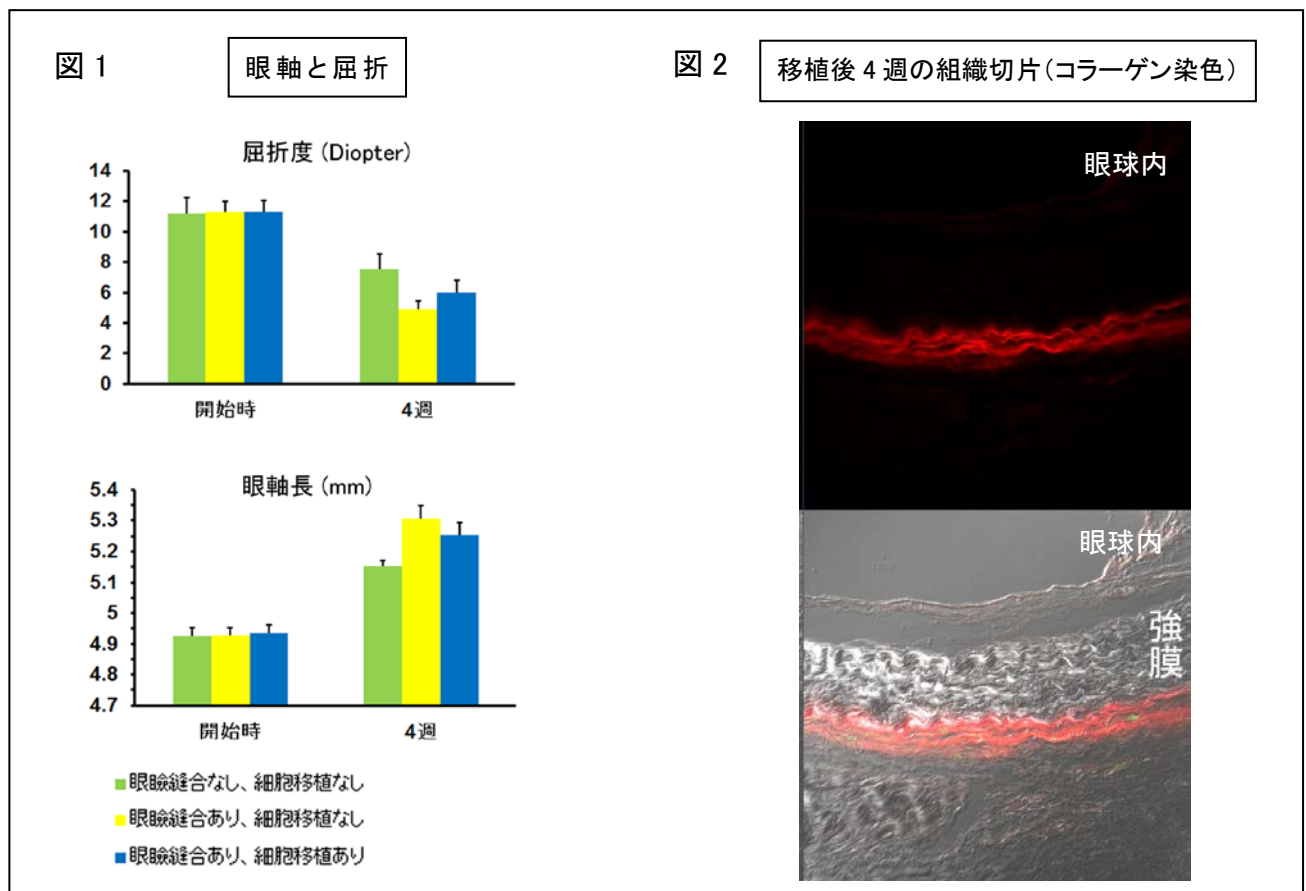 図 1
眼軸と屈折
屈折度 (Diopter)
14
12
10
8
6
4
2
0
開始時
4週
眼軸長 (mm)
5.4
5.3
5.2
5.1
5
4.9
4.8
4.7
開始時
4週
眼瞼縫合なし、細胞移植なし
眼瞼縫合あり、細胞移植なし
眼瞼縫合あり、細胞移植あり
図 2
移植後 4 週の組織切片(コラーゲン染色)
眼球内
眼球内
強膜